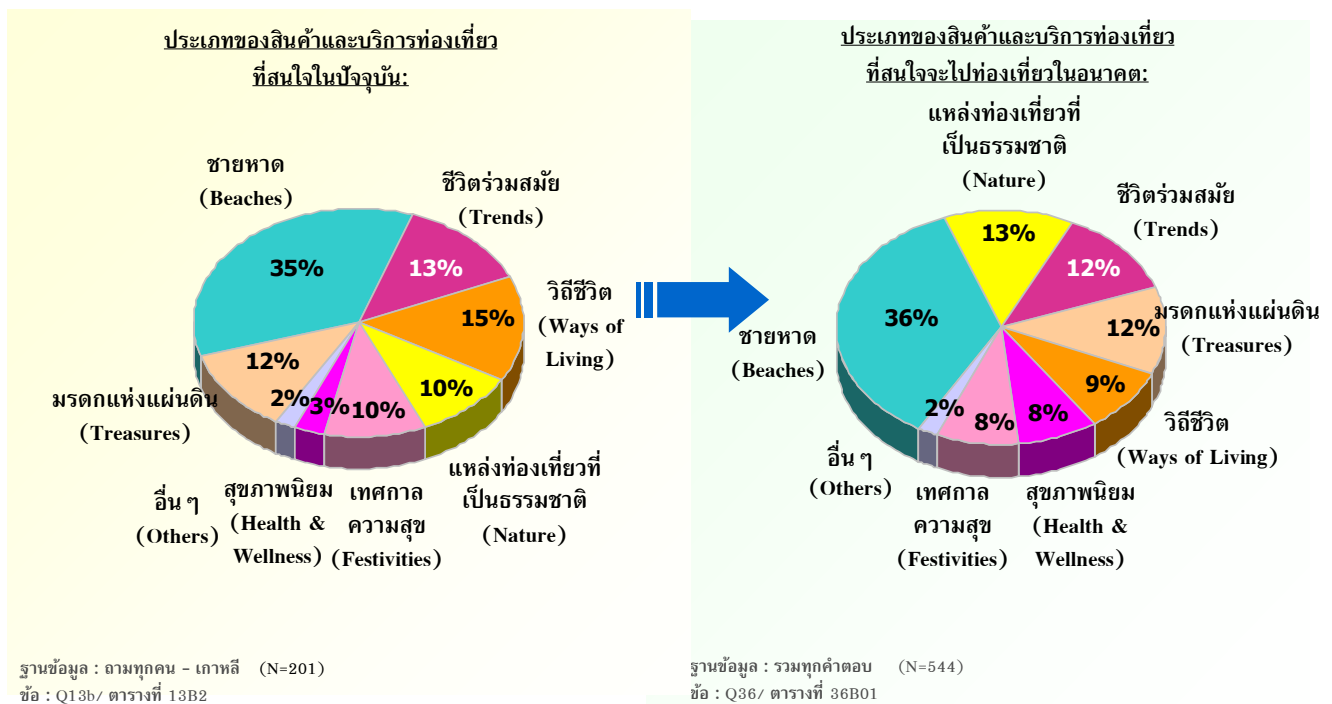 ประเภทของสินค้าและบริการท่องเที่ยว
ที่สนใจในปัจจุบัน:
ชายหาด
(Beaches)
ชีวิตร่วมสมัย
(Trends)
35%
13%
วิถีชีวิต
(Ways of
Living)
15%
12%
2%
3%
10%
10%
มรดกแห่งแผ่นดิน
(Treasures)
อื่น ๆ
(Others)
สุขภาพนิยม
(Health &
Wellness)
เทศกาล
ความสุข
(Festivities)
แหล่งท่องเที่ยวที่
เป็นธรรมชาติ
(Nature)
ฐานข้อมูล : ถามทุกคน - เกาหลี (N=201)
ข้อ : Q13b/ ตารางที่ 13B2
ประเภทของสินค้าและบริการท่องเที่ยว
ที่สนใจจะไปท่องเที่ยวในอนาคต:
แหล่งท่องเที่ยวที่
เป็นธรรมชาติ
(Nature)
ชีวิตร่วมสมัย
(Trends)
13%
12%
36%
12%
มรดกแห่งแผ่นดิน
(Treasures)
ชายหาด
(Beaches)
9%
2%
8%
8%
วิถีชีวิต
(Ways of Living)
อื่น ๆ
(Others)
เทศกาล
ความสุข
(Festivities)
สุขภาพนิยม
(Health &
Wellness)
ฐานข้อมูล : รวมทุกคำตอบ (N=544)
ข้อ : Q36/ ตารางที่ 36B01